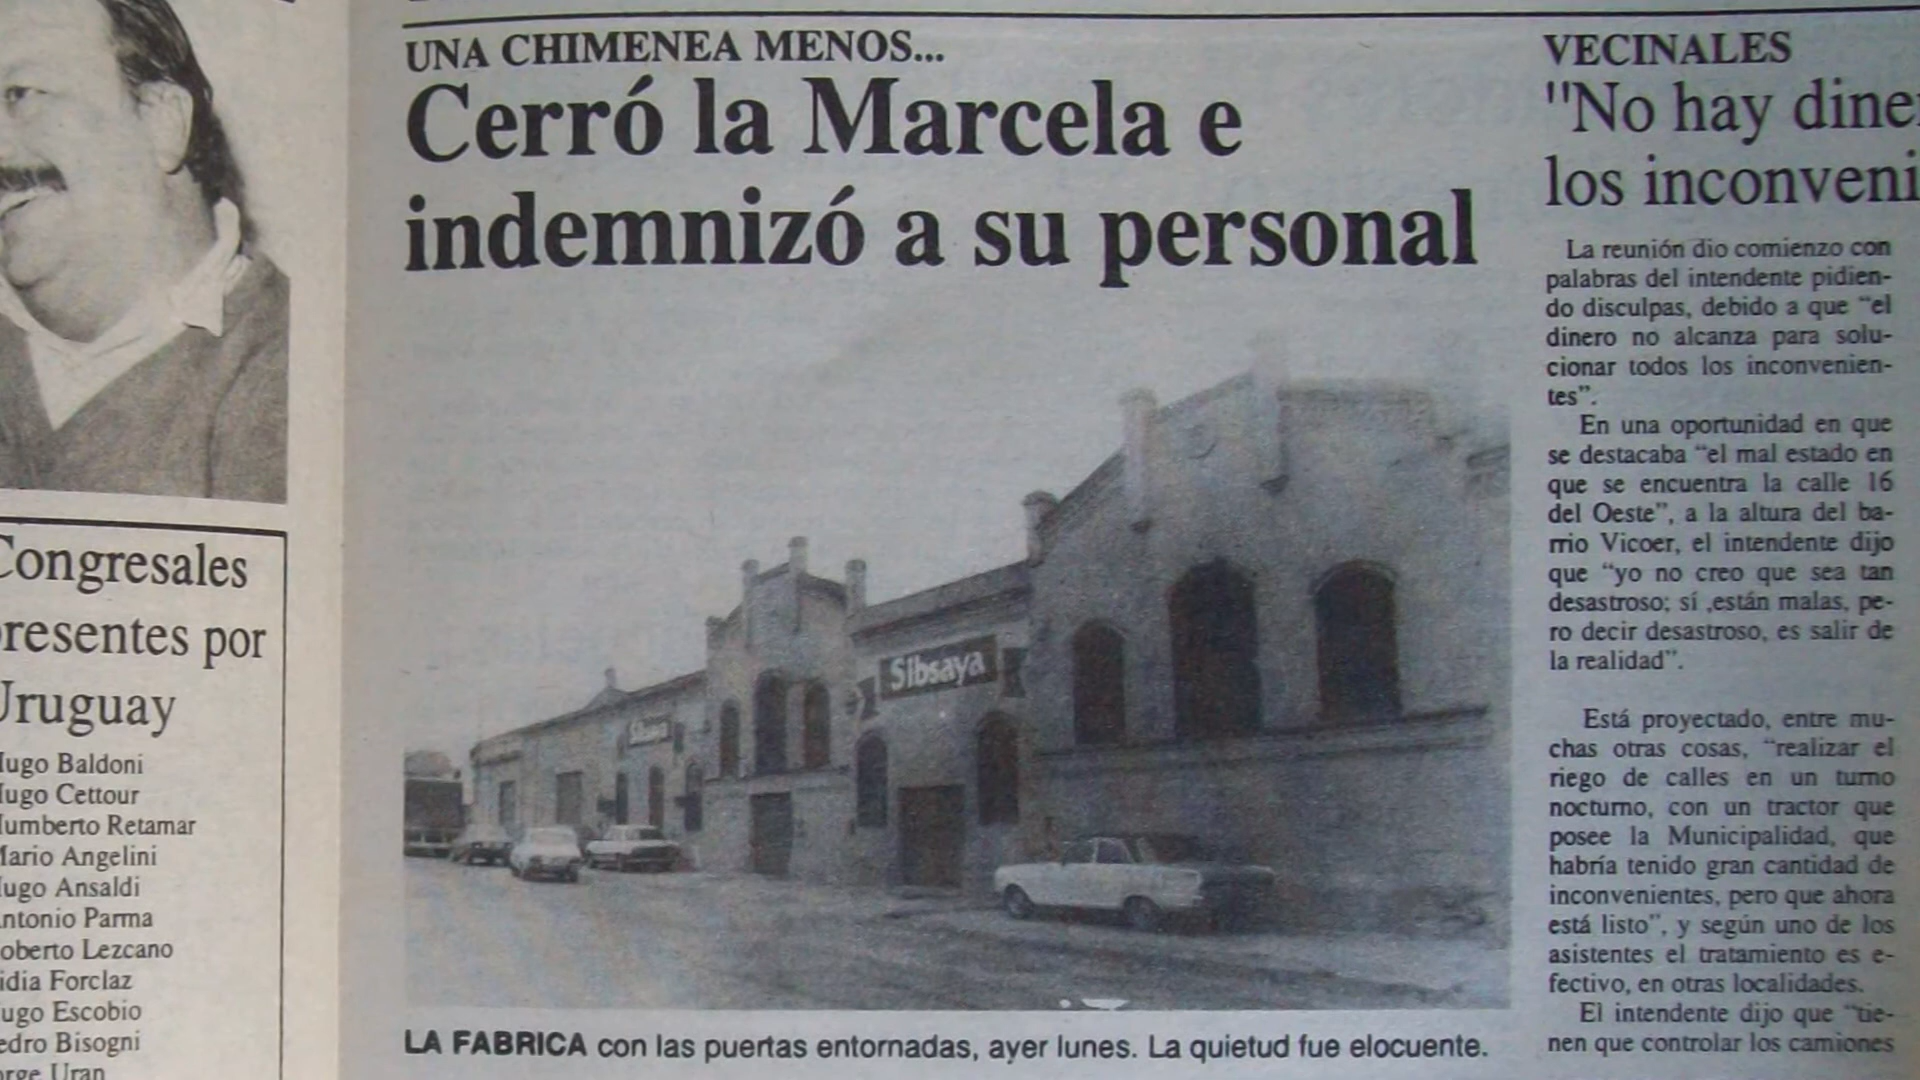 Congresales
presentes por
Uruguay
Hugo Baldoni
Hugo Cettour
Humberto Retamar
Mario Angelini
Hugo Ansaldi
Antonio Parma
Roberto Lezcano
idia Forclaz
Hugo Escobio
Pedro Bisogni
Jorge Uran
UNA CHIMENEA MENOS...
Cerró la Marcela e
indemnizó a su personal
Sibsaya
Sibsaya
LA FABRICA con las puertas entornadas, ayer lunes. La quietud fue elocuente.
VECINALES
"No hay dine
los inconveni
La reunión dio comienzo con
palabras del intendente pidien-
do disculpas, debido a que “el
dinero no alcanza para solu-
cionar todos los inconvenien-
tes”.
En una oportunidad en que
se destacaba “el mal estado en
que se encuentra la calle 16
del Oeste”, a la altura del ba-
rrio Vicoer, el intendente dijo
que “yo no creo que sea tan
desastroso; sí ,están malas, pe-
ro decir desastroso, es salir de
la realidad”.
Está proyectado, entre mu-
chas otras cosas, “realizar el
riego de calles en un turno
nocturno, con un tractor que
posee la Municipalidad, que
habría tenido gran cantidad de
inconvenientes, pero que ahora
está listo”, y según uno de los
asistentes el tratamiento es e-
fectivo, en otras localidades.
El intendente dijo que “tie-
nen que controlar los camiones